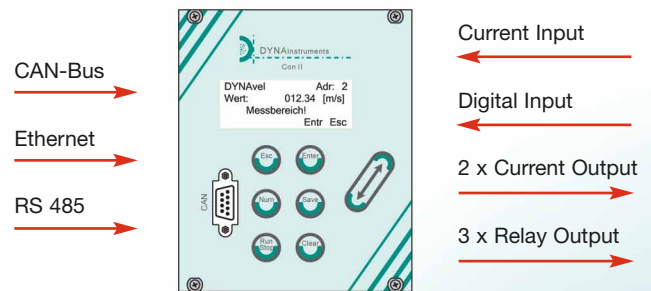 CAN-Bus
Ethernet
RS 485
DYNAinstruments
Con II
DYNAvel Adr: 2
Wert: 012.34 [m/s]
Messbereich!
Entr Esc
Esc
Enter
Num
Save
Run Stop
Clear
CAN
Current Input
Digital Input
2 x Current Output
3 x Relay Output